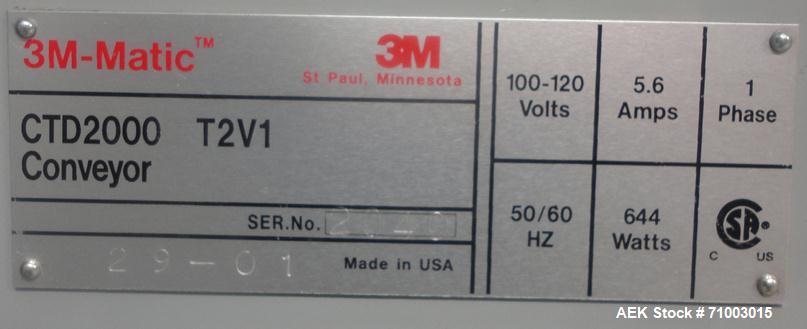 3M-Matic™
3M
St Paul, Minnesota
CTD2000 T2V1
Conveyor
SER.No.
29-01
Made in USA
100-120
Volts
5.6
Amps
1
Phase
50/60
HZ
644
Watts
SA®
C US
AEK Stock # 71003015